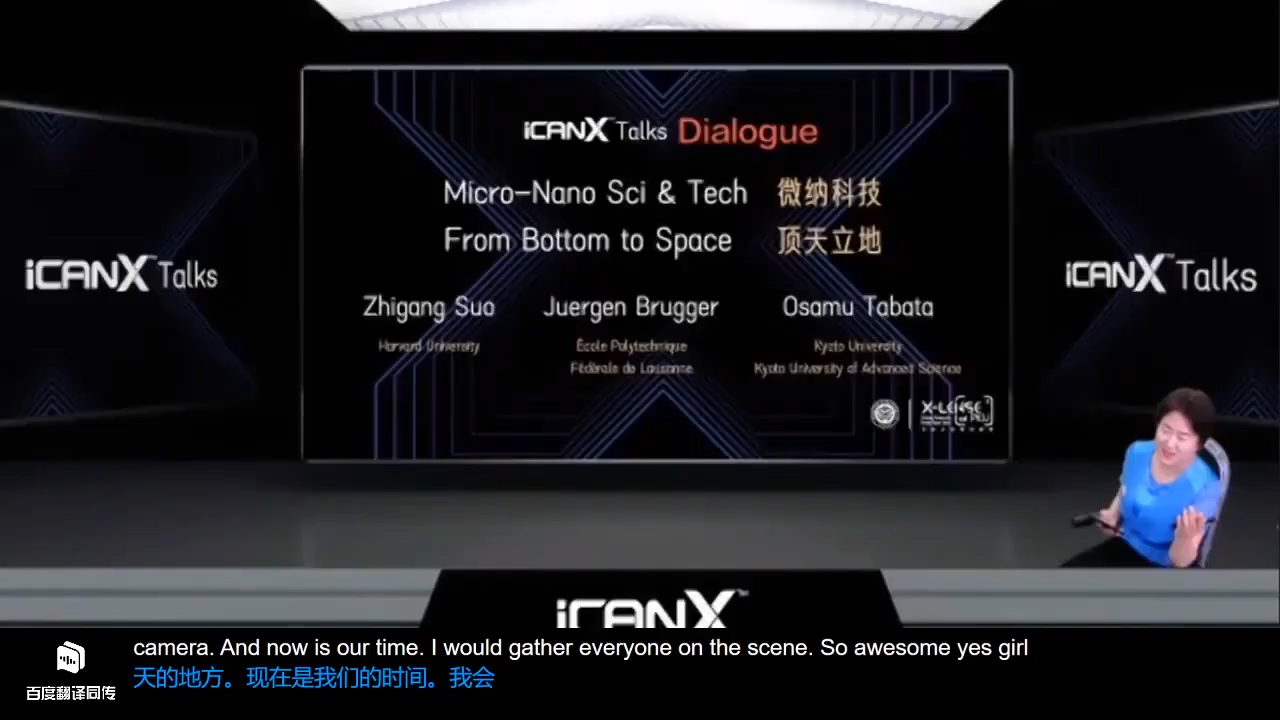 iCANX Talks Dialogue
Micro-Nano Sci & Tech 微纳科技
From Bottom to Space 顶天立地
Zhigang Suo Juergen Brugger Osamu Tabata
Harvard University École Polytechnique Kyoto University
Fédérale de Lausanne Kyoto University of Advanced Science
iCANX Talks
iCANX Talks
X-LENSE
iCANX
camera. And now is our time. I would gather everyone on the scene. So awesome yes girl
天的地方。现在是我们的时间。我会
百度翻译同传